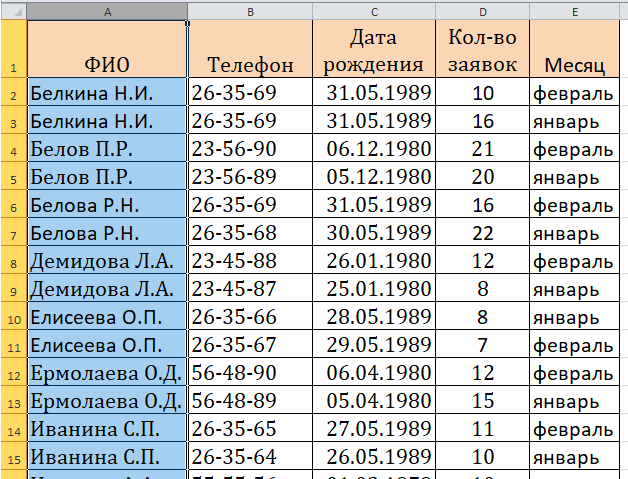 A B C D E
1 ФИО Телефон Дата рождения Кол-во заявок Месяц
2 Белкина Н.И. 26-35-69 31.05.1989 10 февраль
3 Белкина Н.И. 26-35-69 31.05.1989 16 январь
4 Белов П.Р. 23-56-90 06.12.1980 21 февраль
5 Белов П.Р. 23-56-89 05.12.1980 20 январь
6 Белова Р.Н. 26-35-69 31.05.1989 16 февраль
7 Белова Р.Н. 26-35-68 30.05.1989 22 январь
8 Демидова Л.А. 23-45-88 26.01.1980 12 февраль
9 Демидова Л.А. 23-45-87 25.01.1980 8 январь
10 Елисеева О.П. 26-35-66 28.05.1989 8 январь
11 Елисеева О.П. 26-35-67 29.05.1989 7 февраль
12 Ермолаева О.Д. 56-48-90 06.04.1980 12 февраль
13 Ермолаева О.Д. 56-48-89 05.04.1980 15 январь
14 Иванина С.П. 26-35-65 27.05.1989 11 февраль
15 Иванина С.П. 26-35-64 26.05.1989 10 январь